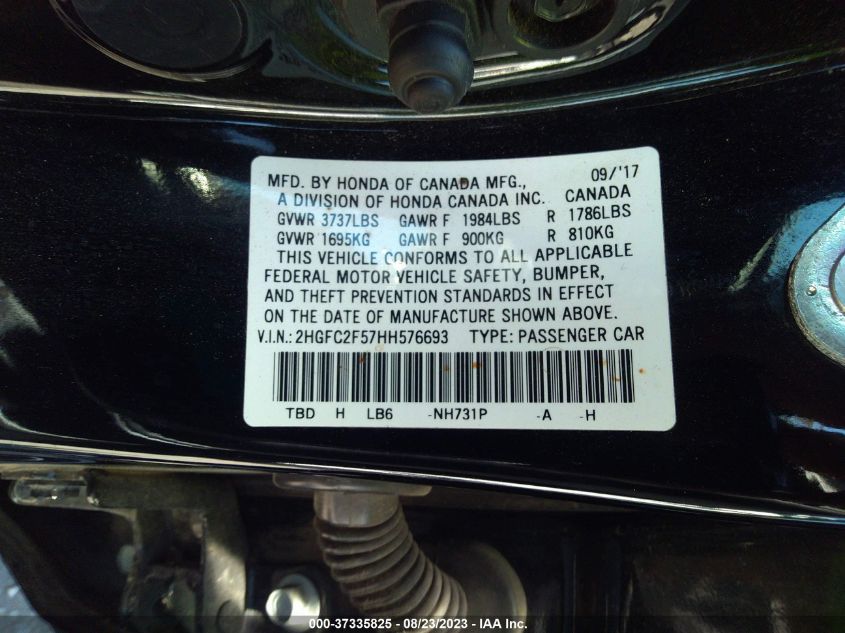 MFD. BY HONDA OF CANADA MFG., 09/'17
A DIVISION OF HONDA CANADA INC. CANADA
GVWR 3737LBS GAWR F 1984LBS R 1786LBS
GVWR 1695KG GAWR F 900KG R 810KG
THIS VEHICLE CONFORMS TO ALL APPLICABLE
FEDERAL MOTOR VEHICLE SAFETY, BUMPER,
AND THEFT PREVENTION STANDARDS IN EFFECT
ON THE DATE OF MANUFACTURE SHOWN ABOVE.
V.I.N.: 2HGFC2F57HH576693 TYPE: PASSENGER CAR
TBD H LB6 -NH731P -A -H
000-37335825 - 08/23/2023 - IAA Inc.